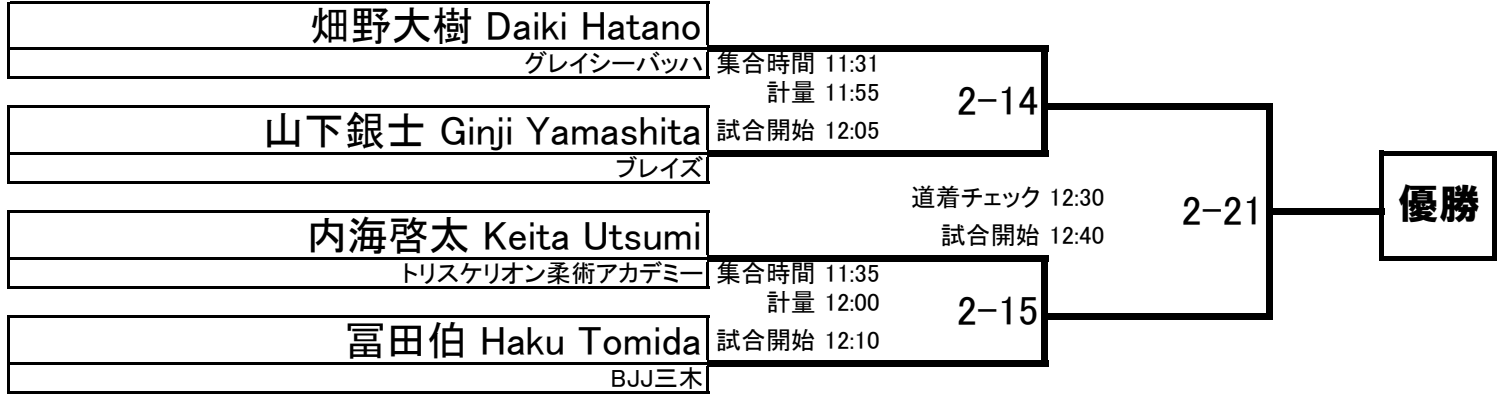 畑野大樹 Daiki Hatano
グレイシーバッハ
集合時間 11:31
計量 11:55
2-14
山下銀士 Ginji Yamashita
試合開始 12:05
ブレイズ
道着チェック 12:30
試合開始 12:40
2-21
優勝
内海啓太 Keita Utsumi
トリスケリオン柔術アカデミー
集合時間 11:35
計量 12:00
2-15
冨田伯 Haku Tomida
試合開始 12:10
BJJ三木